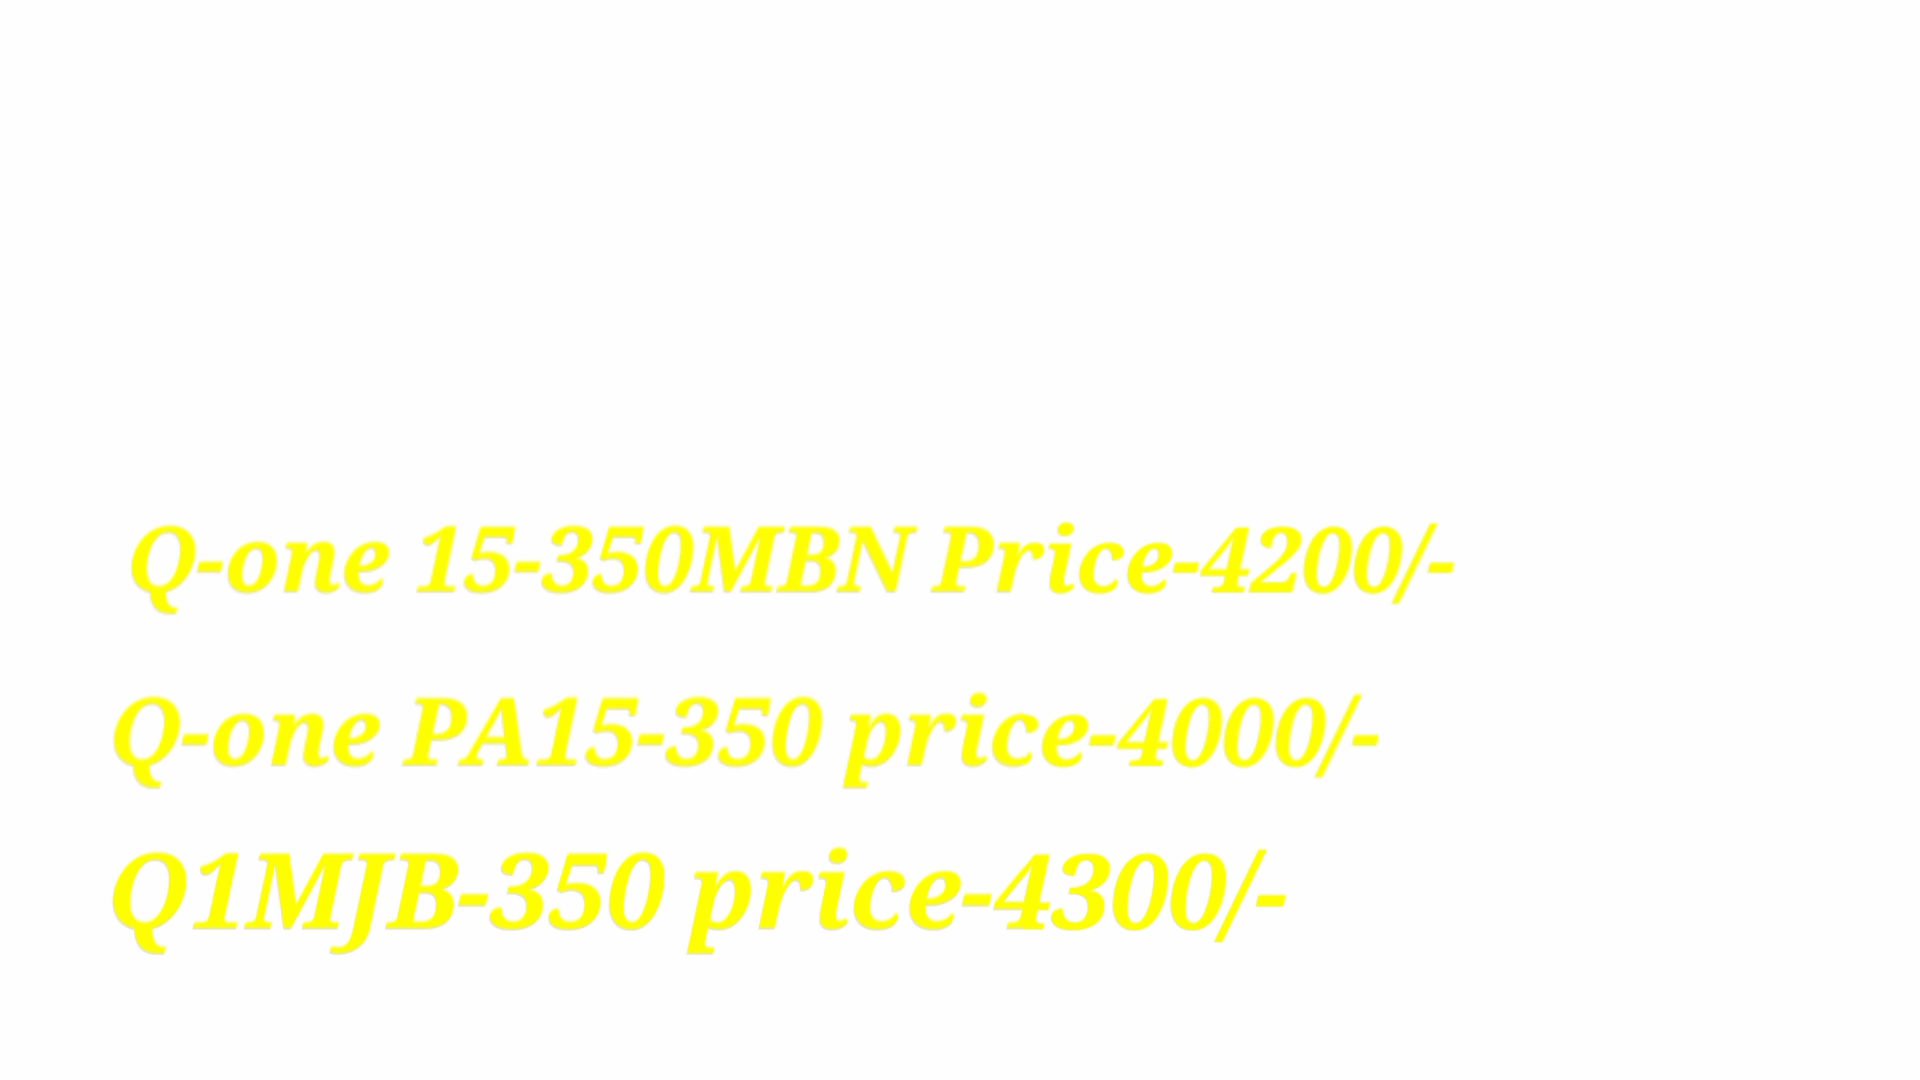 Q-one 15-350MBN Price-4200/-
Q-one PA15-350 price-4000/-
Q1MJB-350 price-4300/-